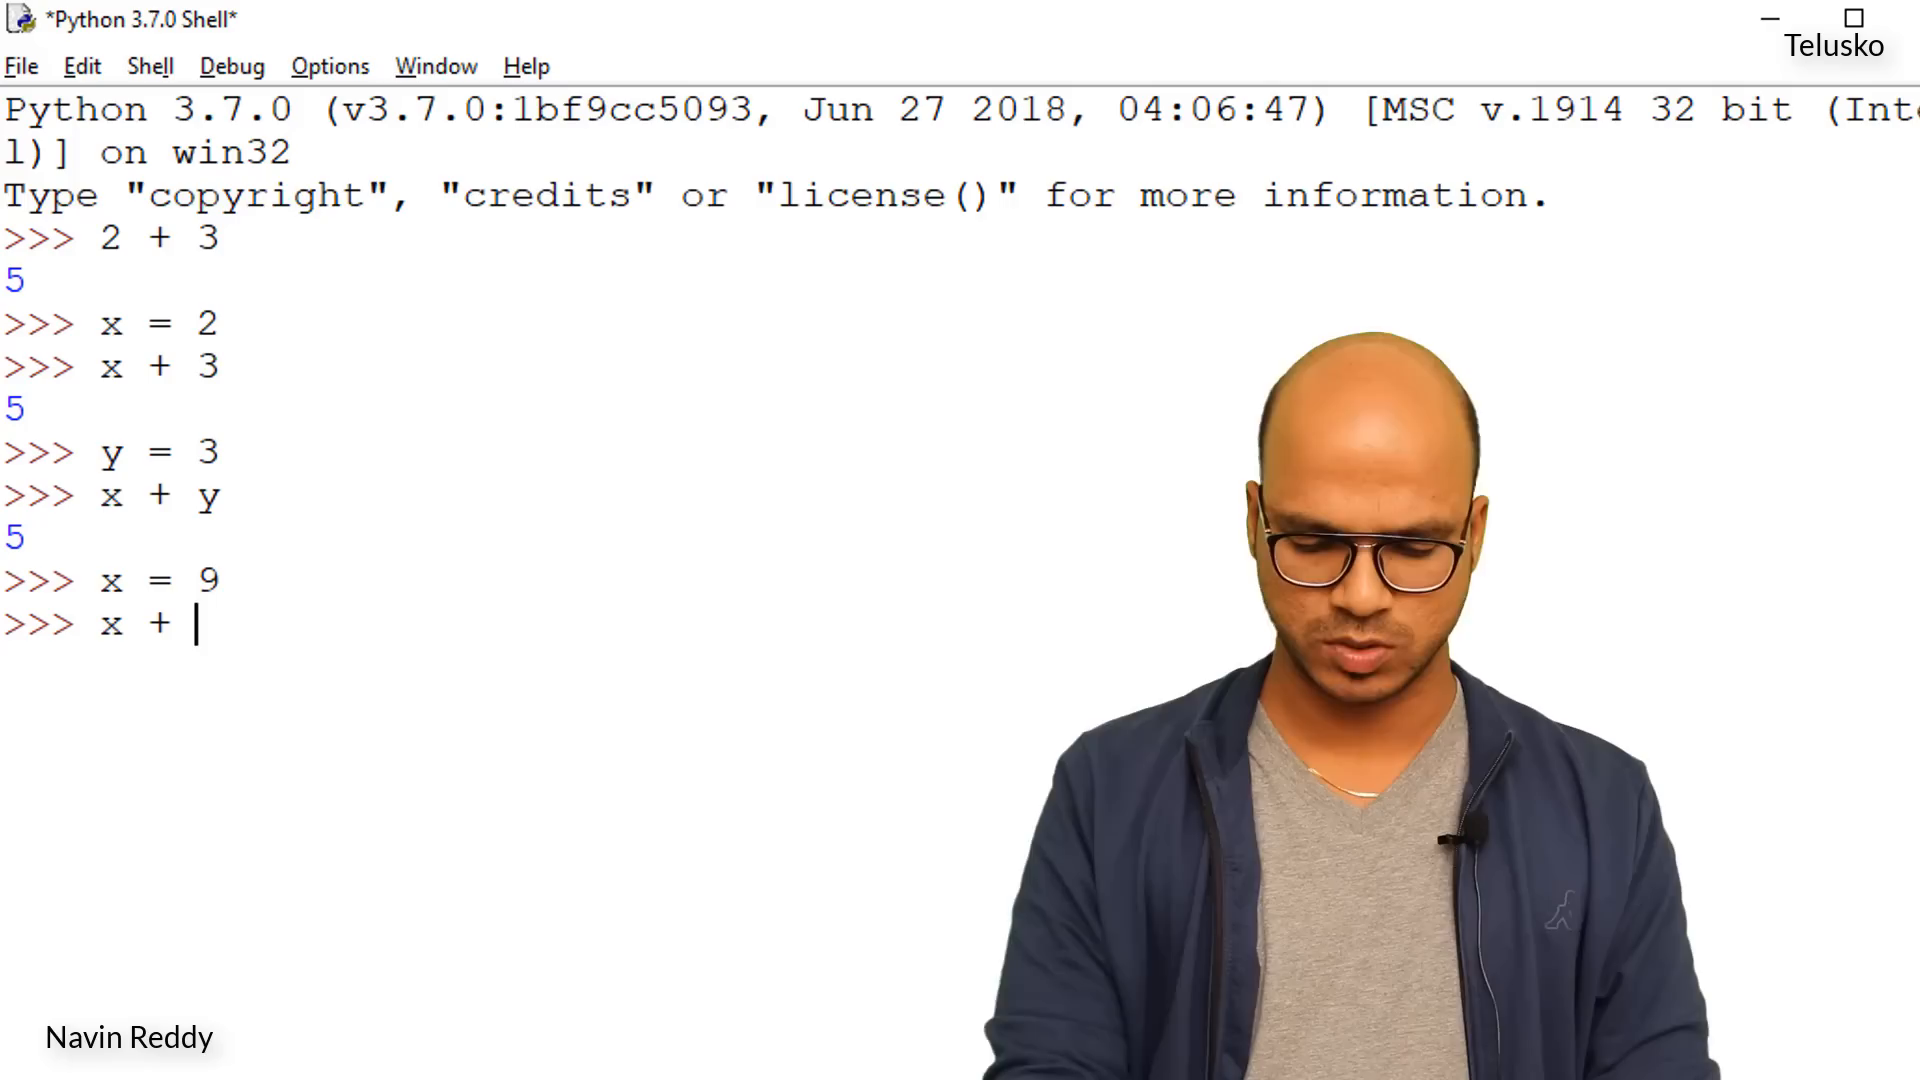 *Python 3.7.0 Shell*
Telusko
File Edit Shell Debug Options Window Help
Python 3.7.0 (v3.7.0:1bf9cc5093, Jun 27 2018, 04:06:47) [MSC v.1914 32 bit (Inte
l)] on win32
Type "copyright", "credits" or "license()" for more information.
>>> 2 + 3
5
>>> x = 2
>>> x + 3
5
>>> y = 3
>>> x + y
5
>>> x = 9
>>> x +
Navin Reddy